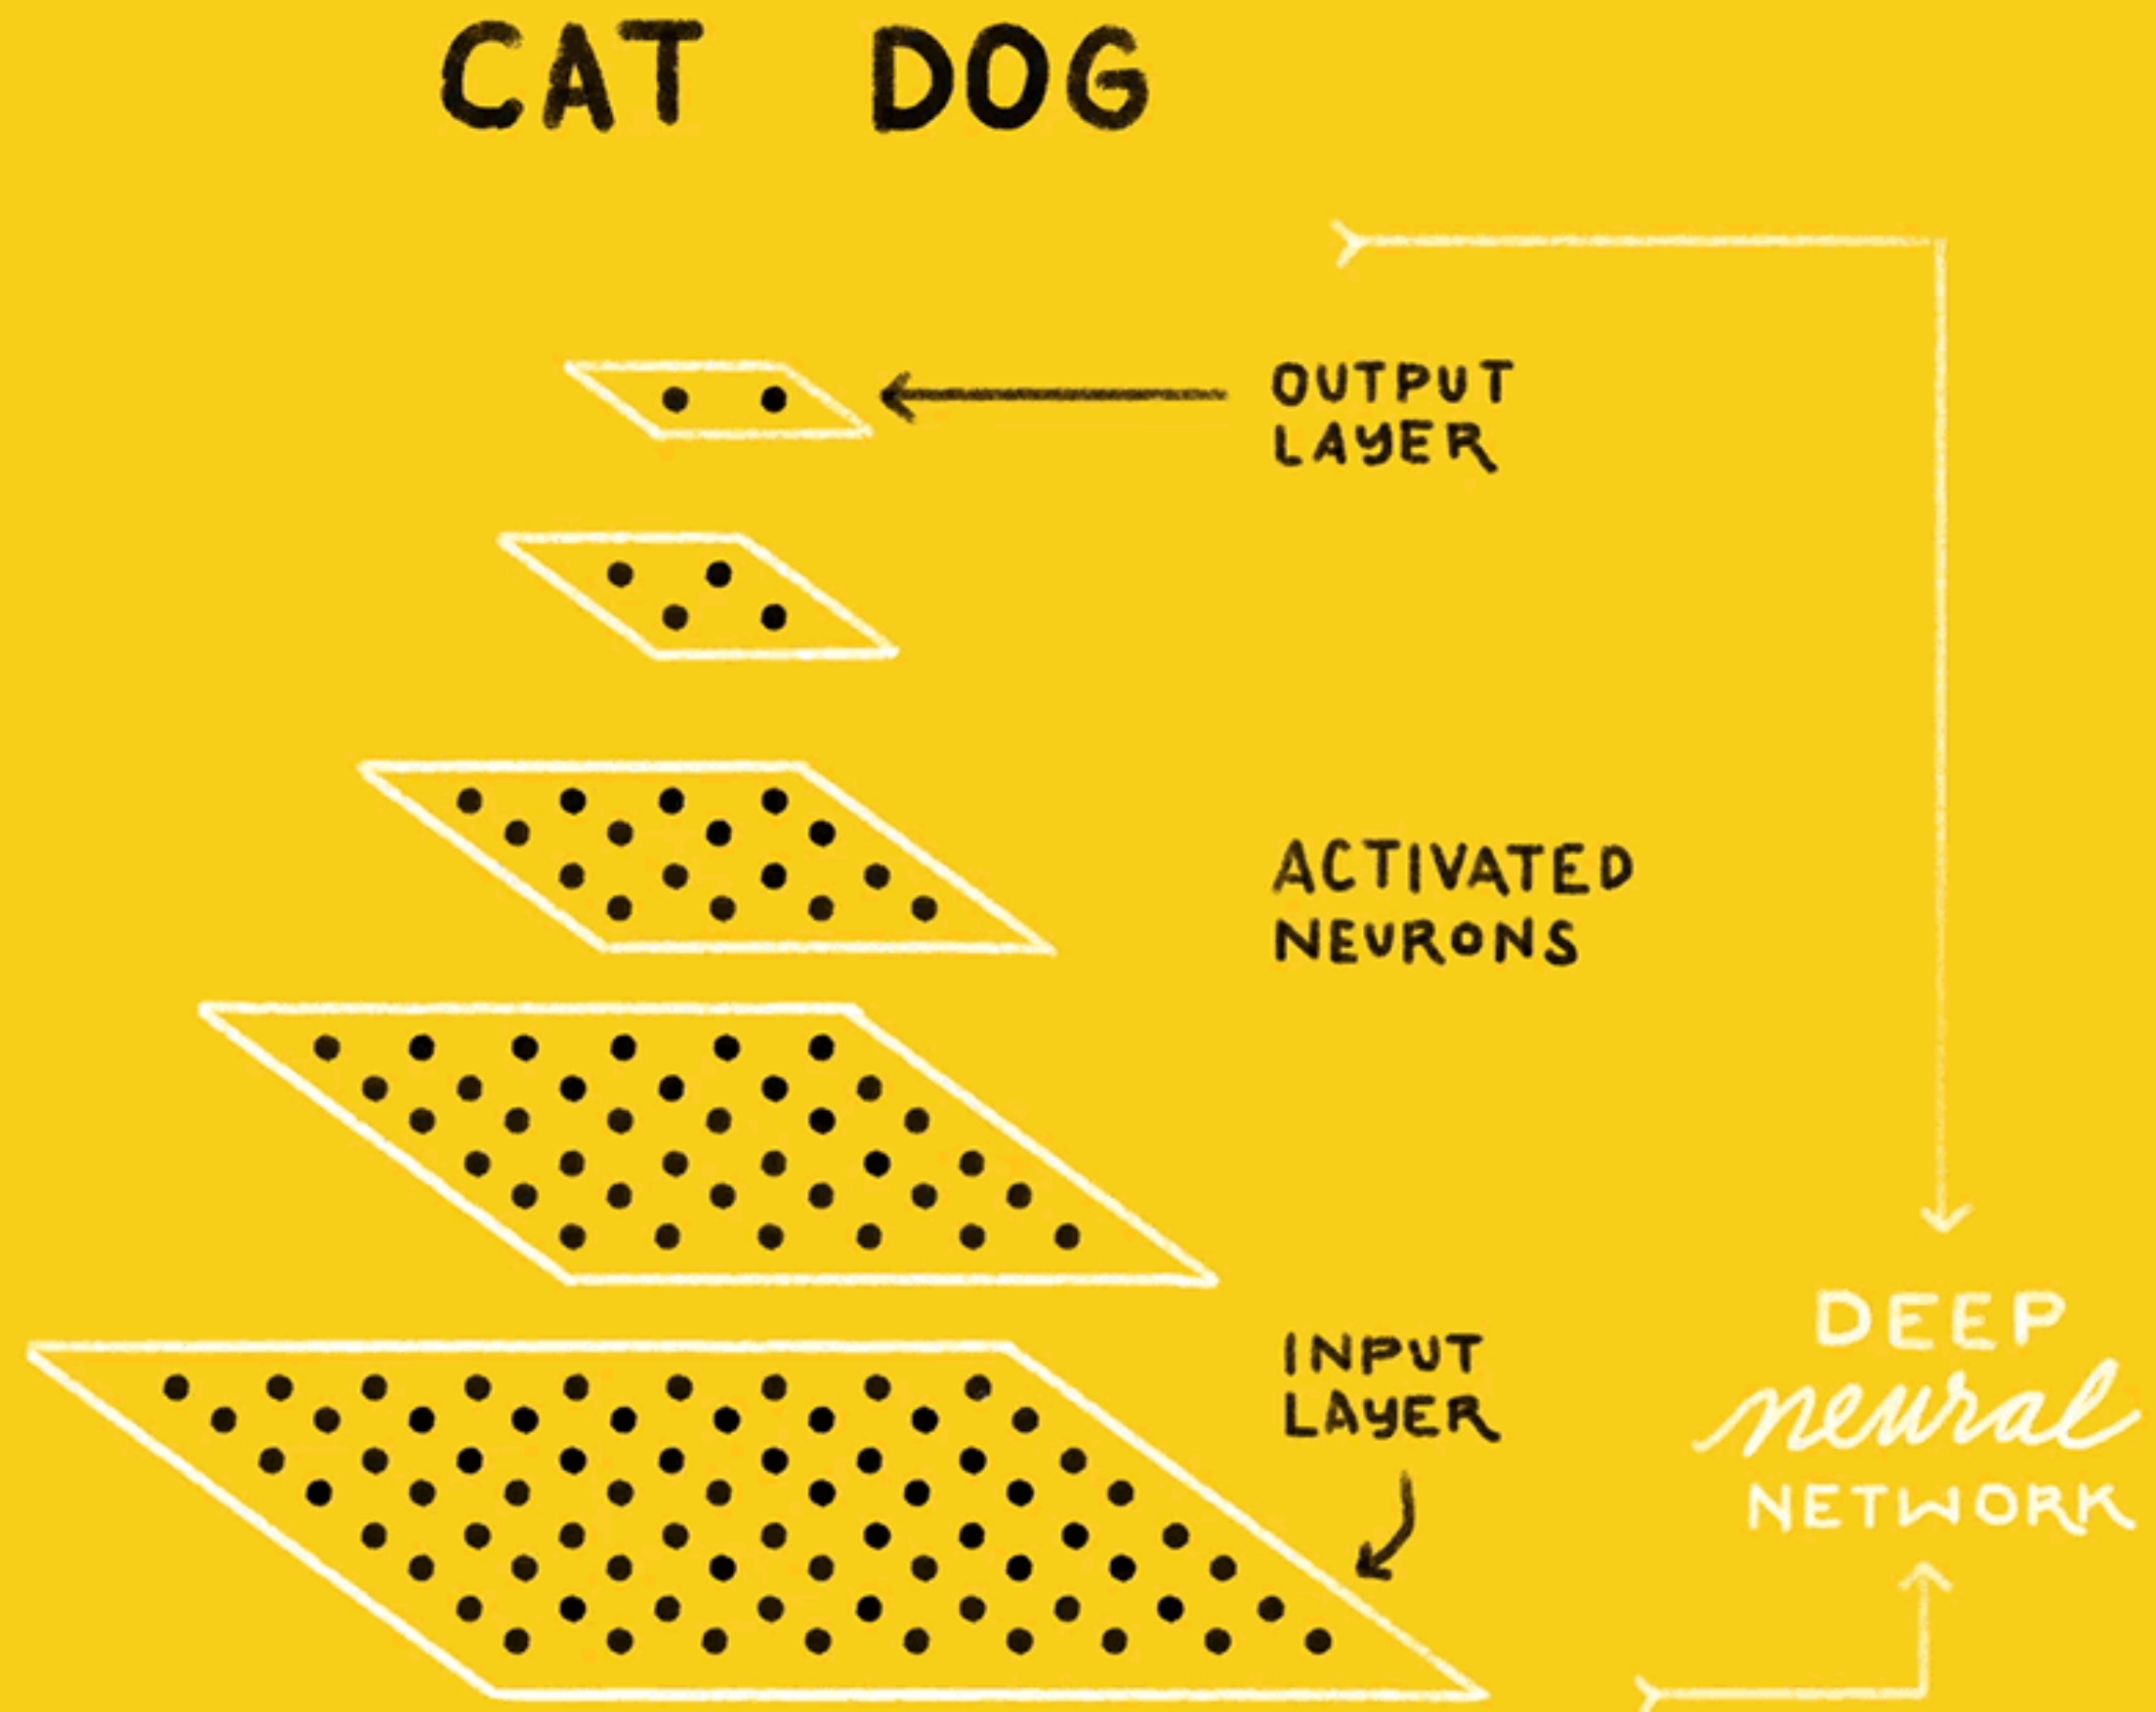 CAT DOG
OUTPUT
LAYER
ACTIVATED
NEURONS
INPUT
LAYER
DEEP
neural
NETWORK